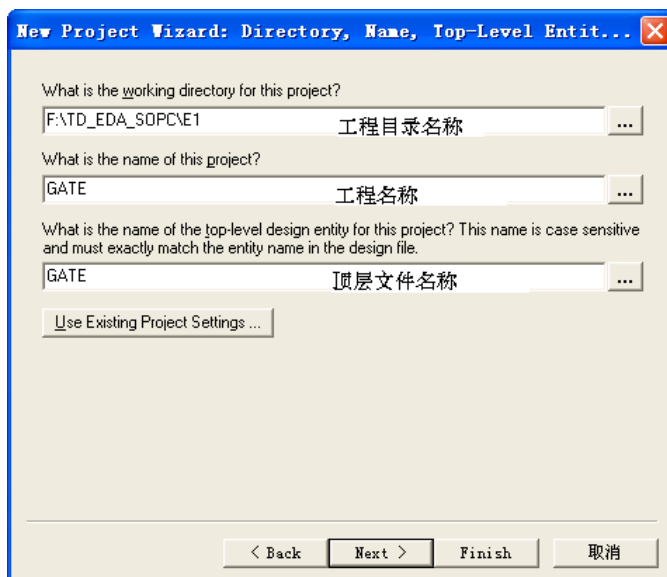 New Project Wizard: Directory, Name, Top-Level Entit...
What is the working directory for this project?
F:\TD_EDA_SOPC\E1 工程目录名称 ...
What is the name of this project?
GATE 工程名称 ...
What is the name of the top-level design entity for this project? This name is case sensitive
and must exactly match the entity name in the design file.
GATE 顶层文件名称 ...
Use Existing Project Settings ...
< Back Next > Finish 取消